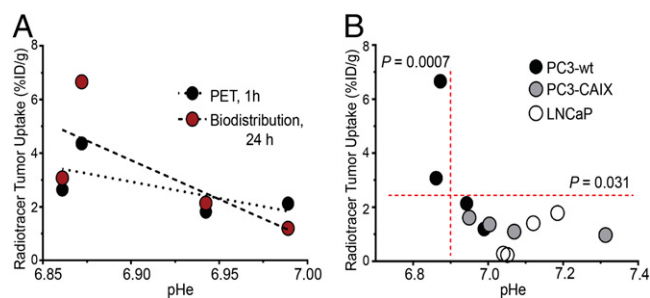 A
Radiotracer Tumor Uptake (%ID/g)
8
6
4
2
0
6.85 6.90 6.95 7.00
pHe
PET, 1h
Biodistribution,
24 h
B
Radiotracer Tumor Uptake (%ID/g)
8
6
4
2
0
6.8 7.0 7.2 7.4
pHe
P = 0.0007
PC3-wt
PC3-CAIX
LNCaP
P = 0.031